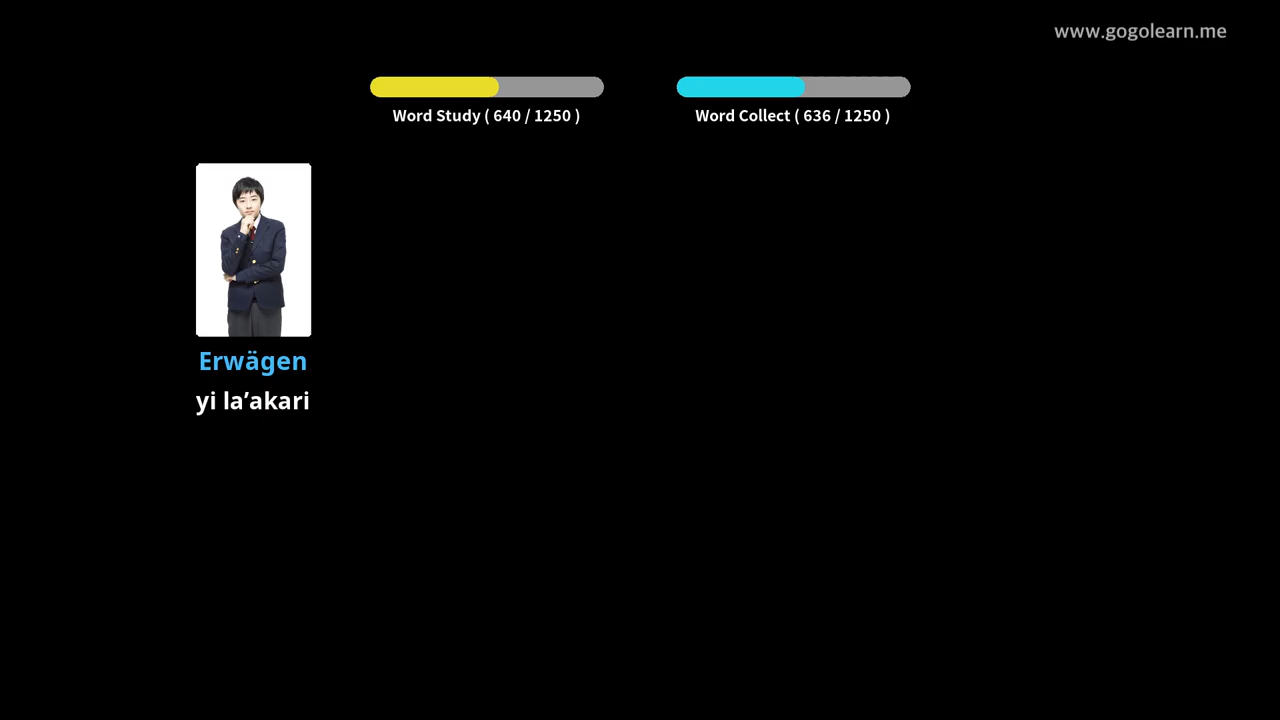 www.gogolearn.me
Word Study ( 640 / 1250 )
Word Collect ( 636 / 1250 )
Erwägen
yi la’akari